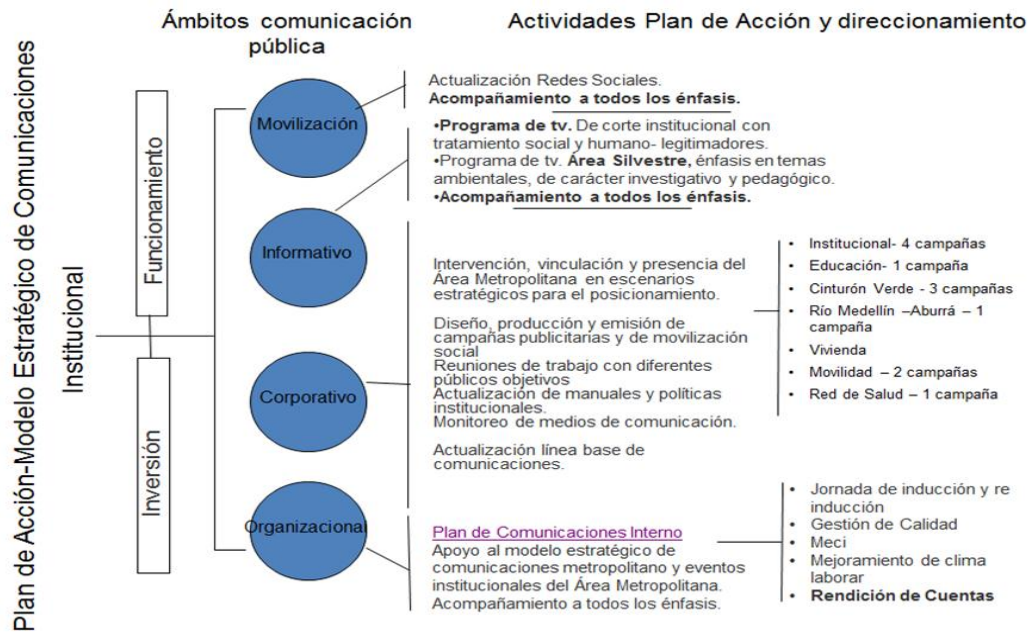 Plan de Acción-Modelo Estratégico de Comunicaciones
Institucional
Funcionamiento
Inversión
Ámbitos comunicación
pública
Actividades Plan de Acción y direccionamiento
Movilización
Actualización Redes Sociales.
Acompañamiento a todos los énfasis.
Informativo
•Programa de tv. De corte institucional con
tratamiento social y humano- legitimadores.
•Programa de tv. Área Silvestre, énfasis en temas
ambientales, de carácter investigativo y pedagógico.
•Acompañamiento a todos los énfasis.
Corporativo
Intervención, vinculación y presencia del
Área Metropolitana en escenarios
estratégicos para el posicionamiento.
Diseño, producción y emisión de
campañas publicitarias y de movilización
social
Reuniones de trabajo con diferentes
públicos objetivos
Actualización de manuales y políticas
institucionales.
Monitoreo de medios de comunicación.
Actualización línea base de
comunicaciones.
• Institucional- 4 campañas
• Educación- 1 campaña
• Cinturón Verde - 3 campañas
• Río Medellín –Aburrá – 1
campaña
• Vivienda
• Movilidad – 2 campañas
• Red de Salud – 1 campaña
Organizacional
Plan de Comunicaciones Interno
Apoyo al modelo estratégico de
comunicaciones metropolitano y eventos
institucionales del Área Metropolitana.
Acompañamiento a todos los énfasis.
• Jornada de inducción y re
inducción
• Gestión de Calidad
• Meci
• Mejoramiento de clima
laborar
• Rendición de Cuentas